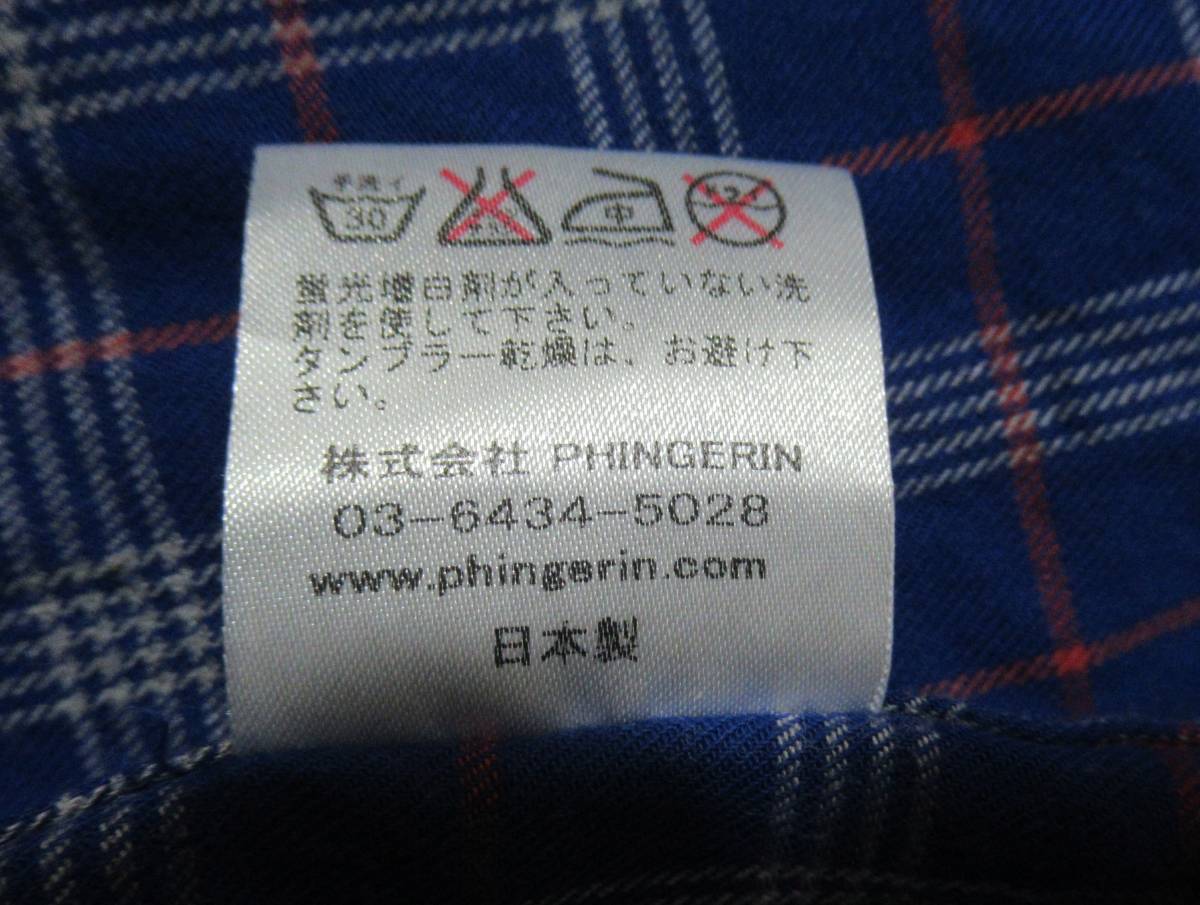 手洗イ
30
中
蛍光増白剤が入っていない洗
剤を使して下さい。
タンブラー乾燥は、お避け下
さい。
株式会社 PHINGERIN
03-6434-5028
www.phingerin.com
日本製